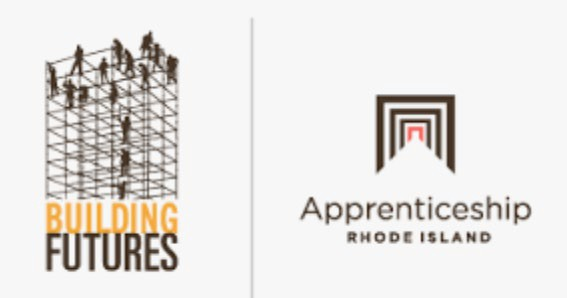 BUILDING
FUTURES
Apprenticeship
RHODE ISLAND